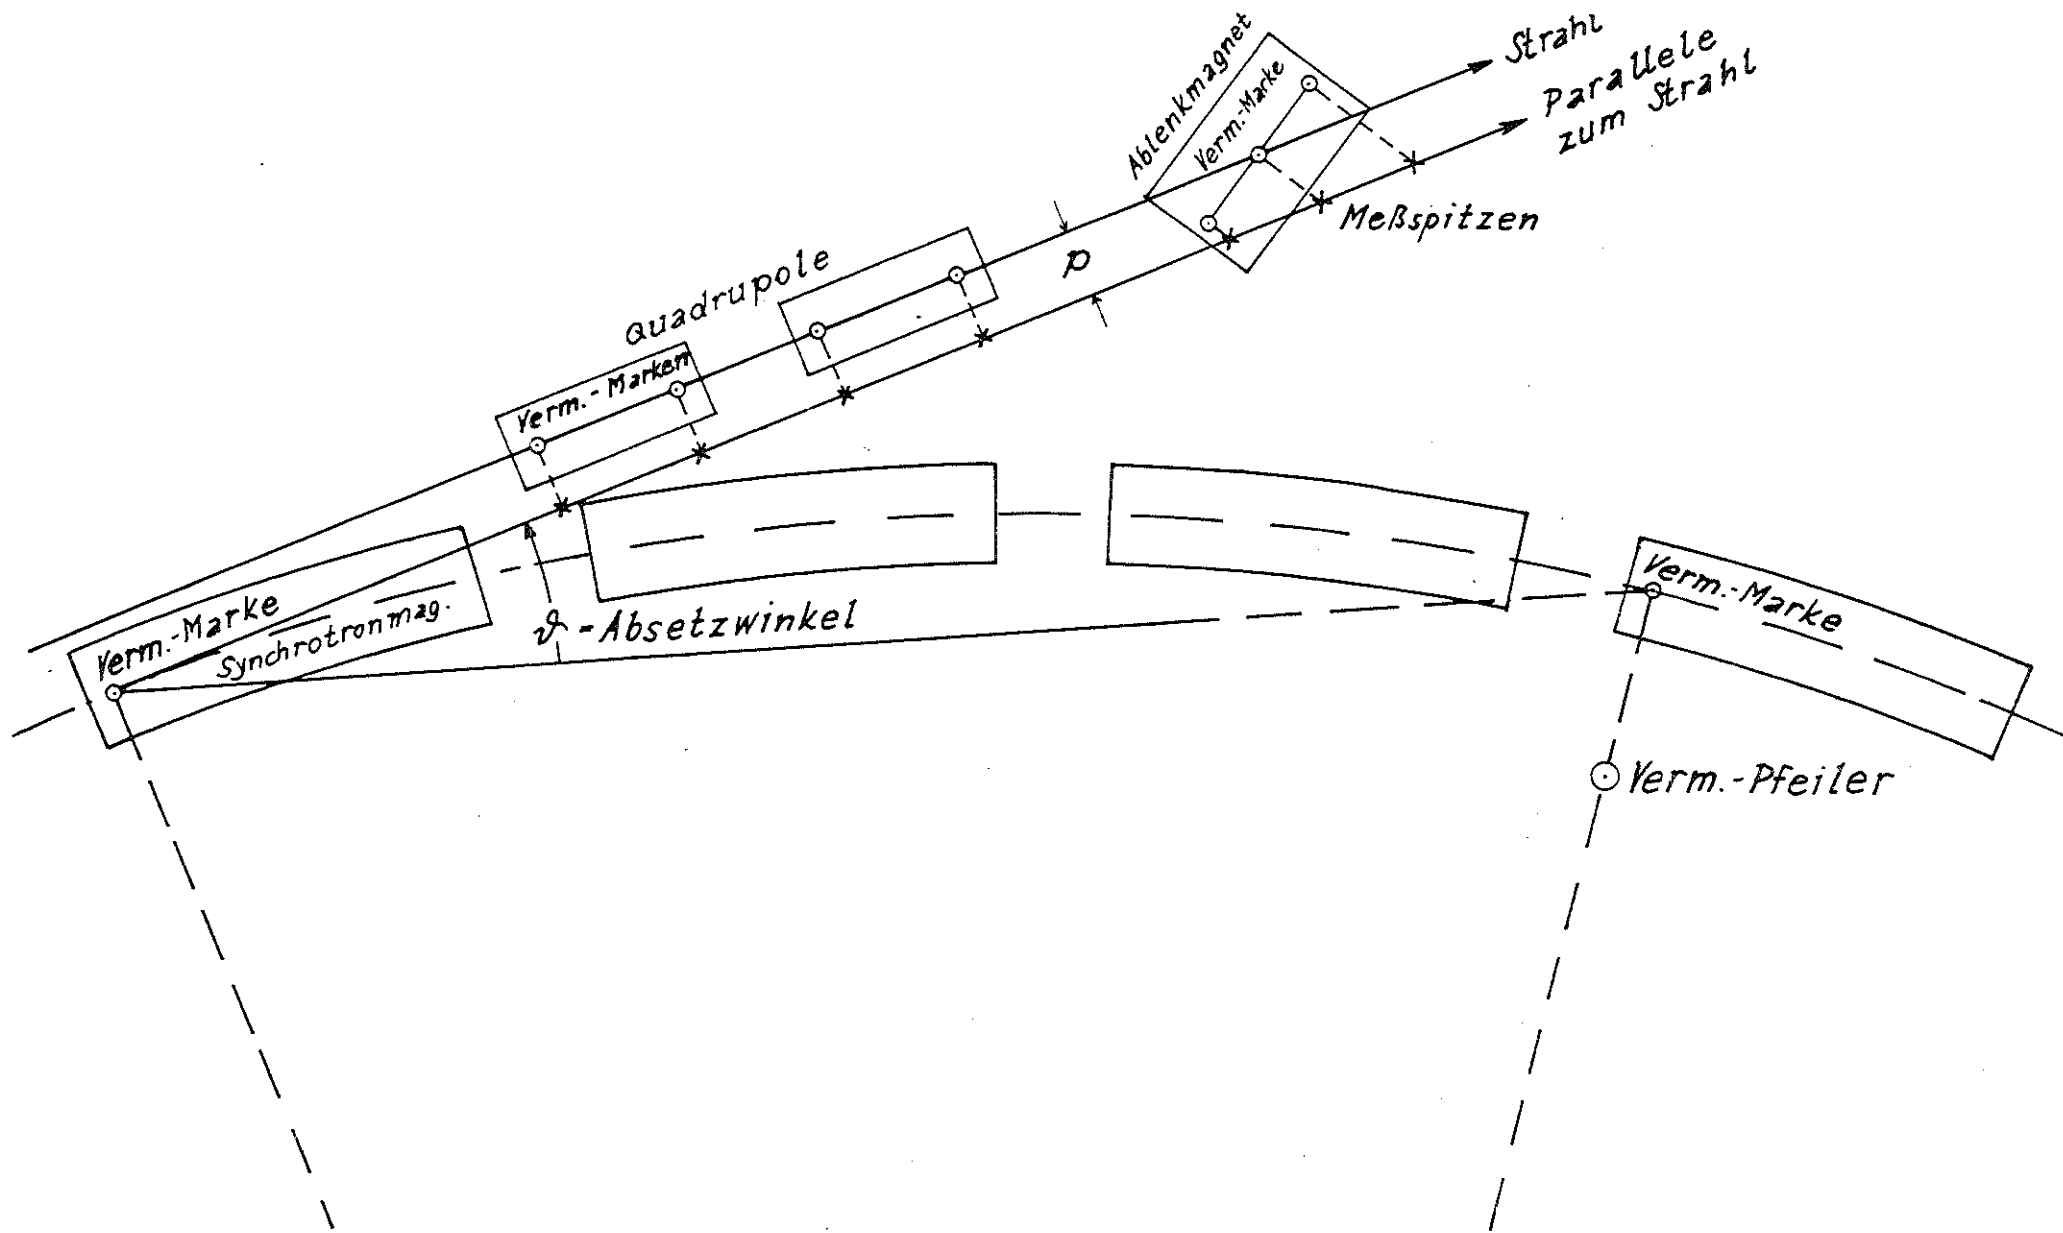 Strahl
Parallele
zum Strahl
Ablenkmagnet
Verm.-Marke
Meßspitzen
p
Quadrupole
Verm.-Marken
Verm.-Marke
Synchrotronmag.
ϑ - Absetzwinkel
Verm.-Marke
Verm.-Pfeiler